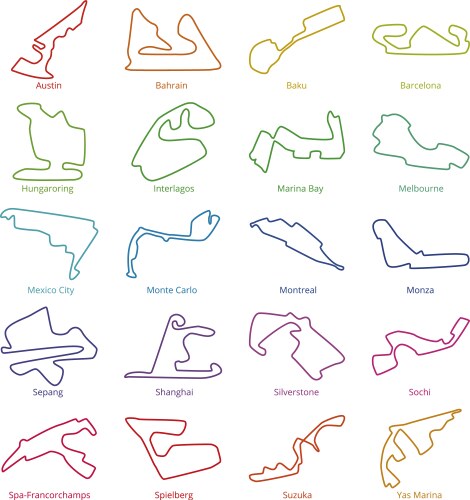 Austin
Bahrain
Baku
Barcelona
Hungaroring
Interlagos
Marina Bay
Melbourne
Mexico City
Monte Carlo
Montreal
Monza
Sepang
Shanghai
Silverstone
Sochi
Spa-Francorchamps
Spielberg
Suzuka
Yas Marina